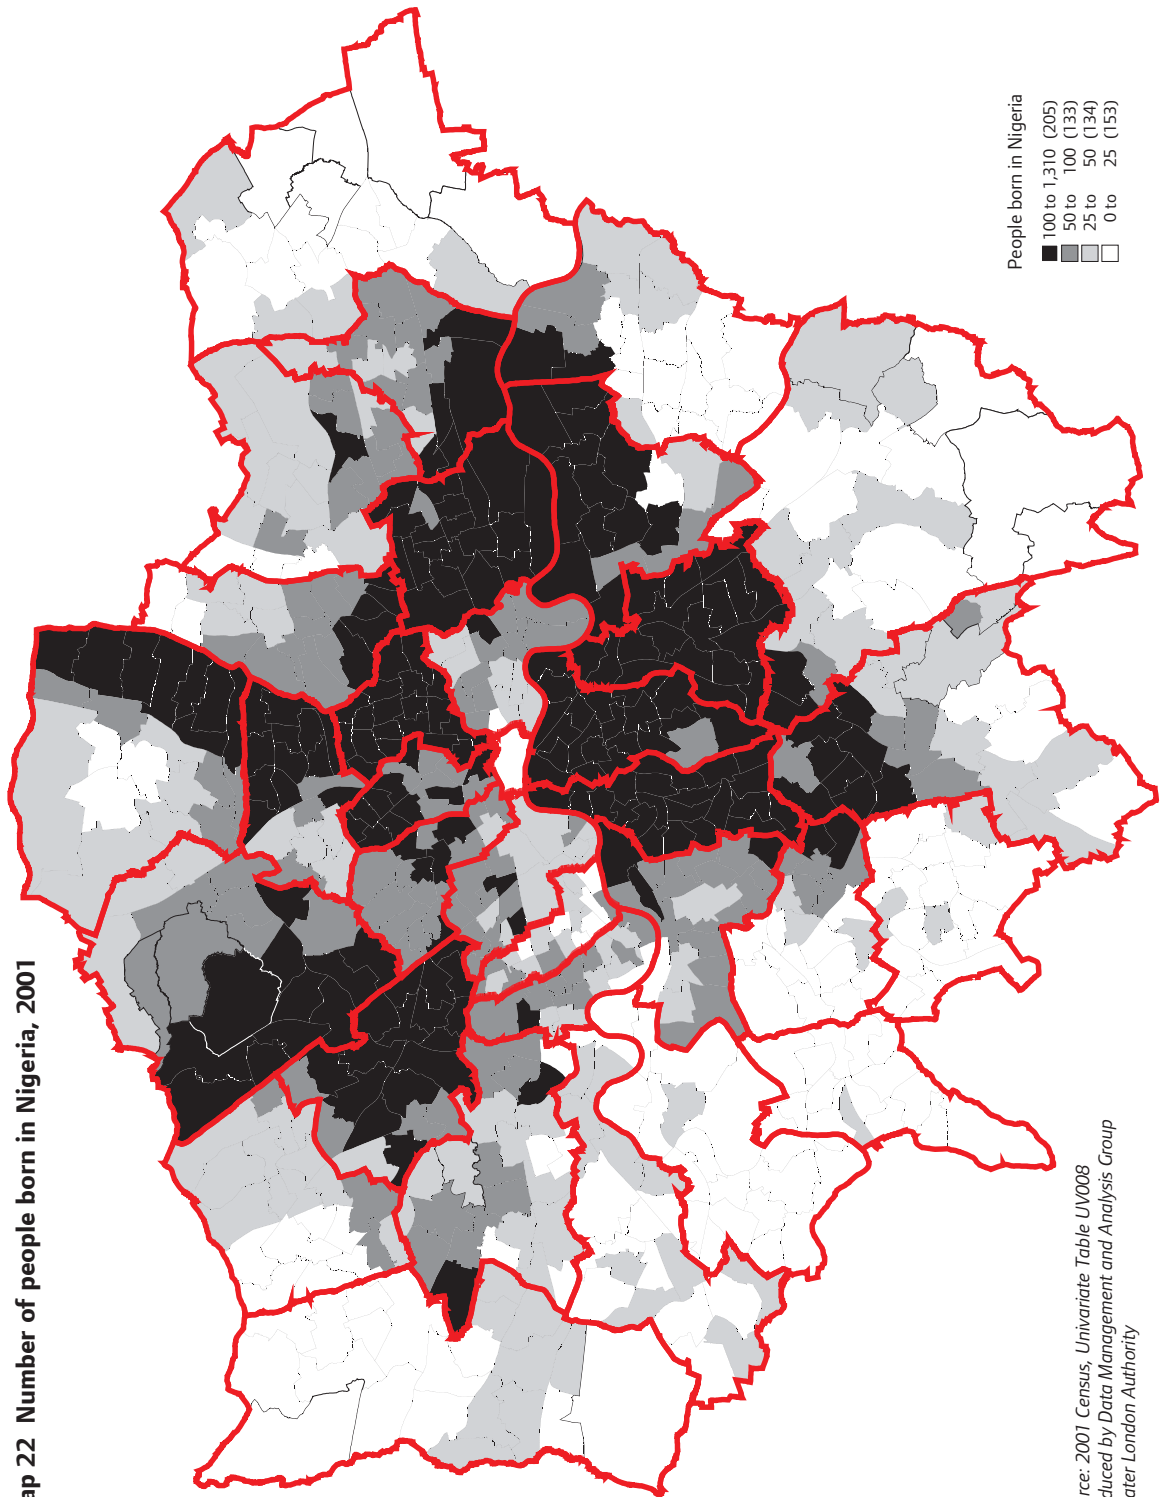 ap 22 Number of people born in Nigeria, 2001
People born in Nigeria
100 to 1,310 (205)
50 to 100 (133)
25 to 50 (134)
0 to 25 (153)
rce: 2001 Census, Univariate Table UV008
duced by Data Management and Analysis Group
ater London Authority